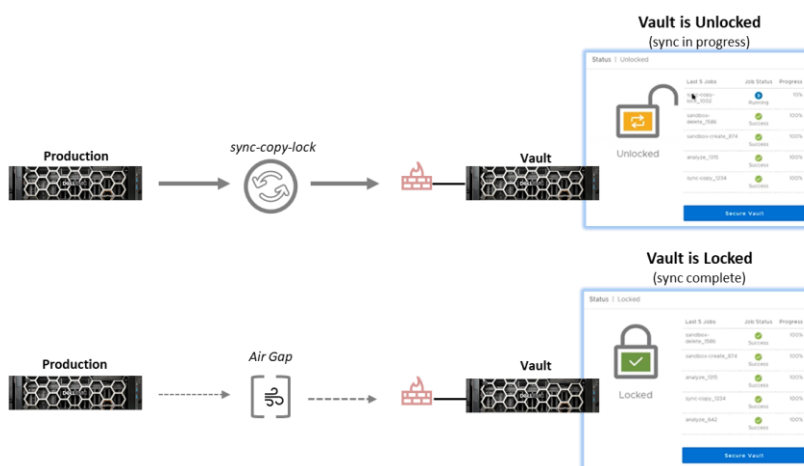 Vault is Unlocked
(sync in progress)
Status | Unlocked
Last 5 Jobs Job Status Progress
10%
Running
sandbox-
delete_1586 100%
Success
sandbox-create_874 100%
Success
Unlocked
analyze_1315 100%
Success
sync-copy_1234 100%
Success
Secure Vault
Production
sync-copy-lock
Vault
Vault is Locked
(sync complete)
Status | Locked
Last 5 Jobs Job Status Progress
sandbox-
delete_1586 100%
Success
sandbox-create_874 100%
Success
analyze_1315 100%
Success
Locked
sync-copy_1234 100%
Success
analyze_642 100%
Success
Secure Vault
Production
Air Gap
Vault